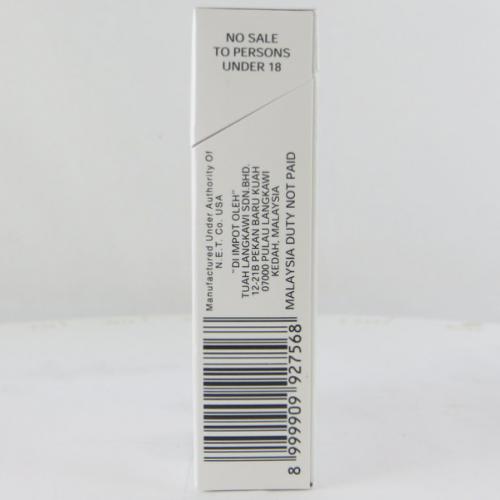 NO SALE
TO PERSONS
UNDER 18
Manufactured Under Authority Of
N.E.T. Co. USA
"DI IMPOT OLEH"
TUAH LANGKAWI SDN.BHD.
12-21B PEKAN BARU KUAH
07000 PULAU LANGKAWI
KEDAH, MALAYSIA
MALAYSIA DUTY NOT PAID
8 999909 927568